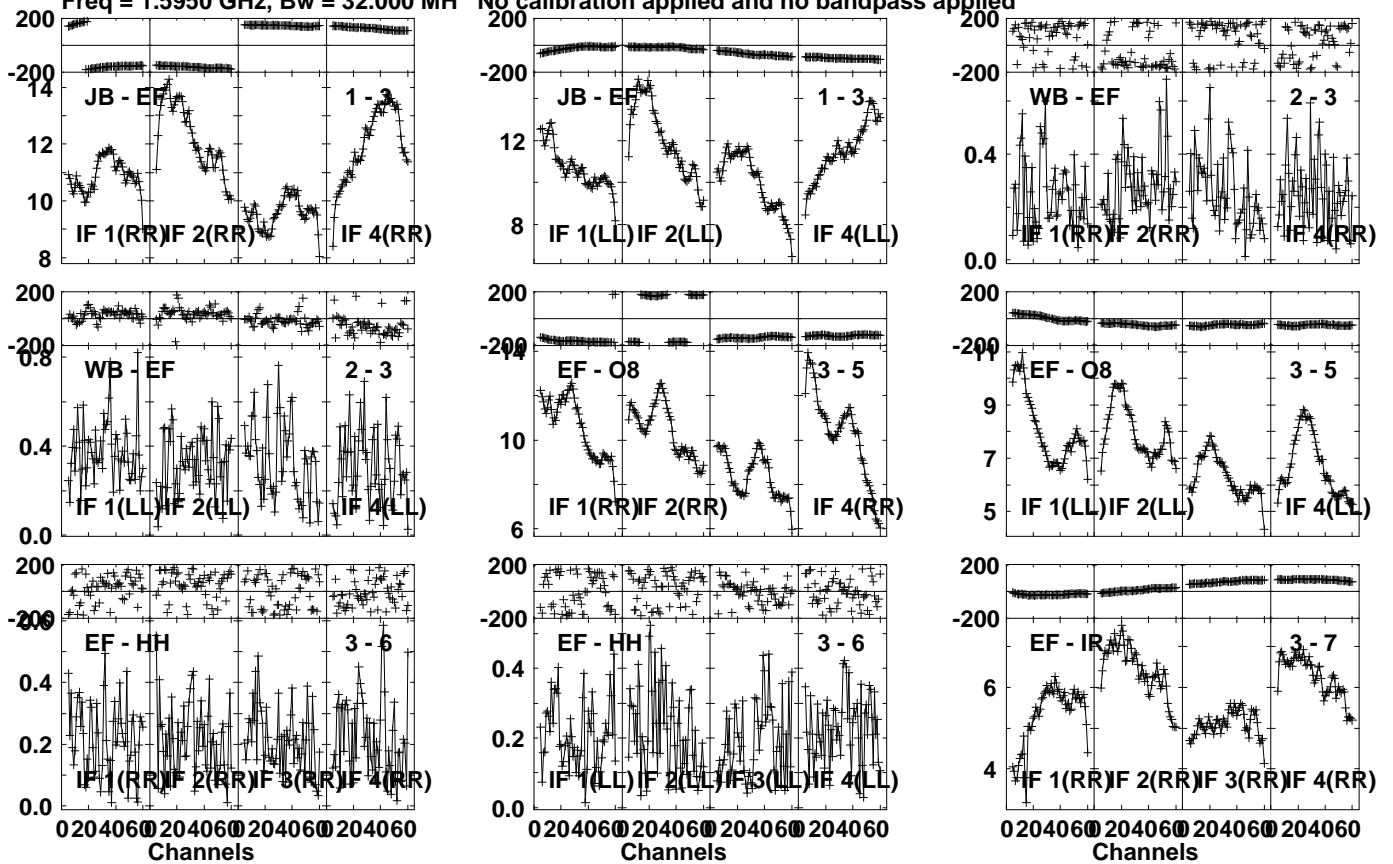 Freq = 1.5950 GHz, Bw = 32.000 MH No calibration applied and no bandpass applied
200
-200
14
12
10
8
JB - EF
1 - 3
IF 1(RR)
IF 2(RR)
IF 4(RR)
12
8
JB - EF
1 - 3
IF 1(LL)
IF 2(LL)
IF 4(LL)
200
-200
0.4
0.0
WB - EF
2 - 3
IF 1(RR)
IF 2(RR)
IF 4(RR)
200
-200
0.8
0.4
0.0
WB - EF
2 - 3
IF 1(LL)
IF 2(LL)
IF 4(LL)
200
-200
14
10
6
EF - O8
3 - 5
IF 1(RR)
IF 2(RR)
IF 4(RR)
200
-200
11
9
7
5
EF - O8
3 - 5
IF 1(LL)
IF 2(LL)
IF 4(LL)
200
-200
0.6
0.4
0.2
0.0
EF - HH
3 - 6
IF 1(RR)
IF 2(RR)
IF 3(RR)
IF 4(RR)
0 20 40 60 0 20 40 60 0 20 40 60 0 20 40 60
Channels
0.4
0.2
0.0
EF - HH
3 - 6
IF 1(LL)
IF 2(LL)
IF 3(LL)
IF 4(LL)
0 20 40 60 0 20 40 60 0 20 40 60 0 20 40 60
Channels
200
-200
6
4
EF - IR
3 - 7
IF 1(RR)
IF 2(RR)
IF 3(RR)
IF 4(RR)
0 20 40 60 0 20 40 60 0 20 40 60 0 20 40 60
Channels